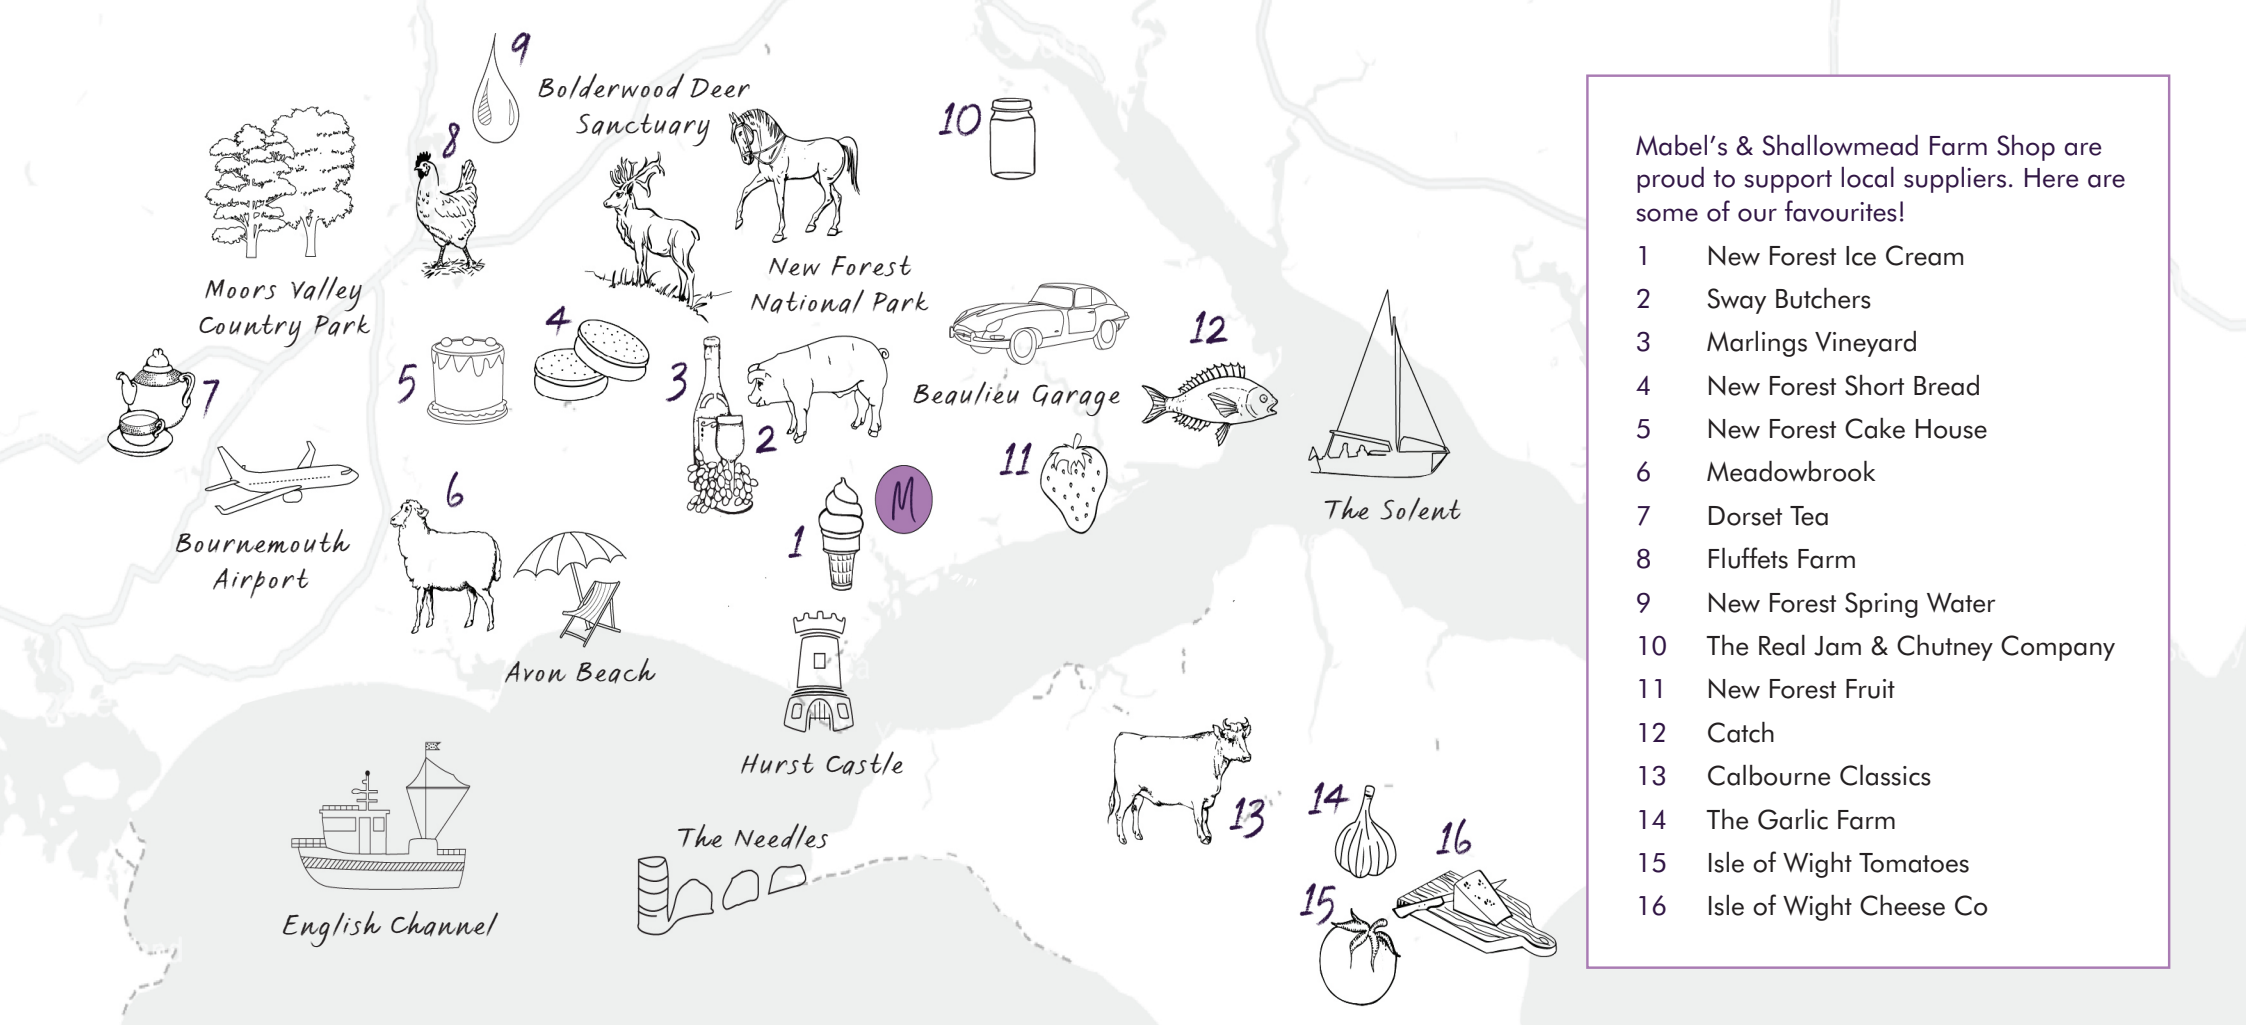 9
Bolderwood Deer
Sanctuary
8
10
New Forest
National Park
Moors Valley
Country Park
4
12
5
3
7
Beaulieu Garage
2
11
6
M
The Solent
1
Bournemouth
Airport
Avon Beach
Hurst Castle
13
14
16
The Needles
15
English Channel
Mabel's & Shallowmead Farm Shop are
proud to support local suppliers. Here are
some of our favourites!
1 New Forest Ice Cream
2 Sway Butchers
3 Marlings Vineyard
4 New Forest Short Bread
5 New Forest Cake House
6 Meadowbrook
7 Dorset Tea
8 Fluffets Farm
9 New Forest Spring Water
10 The Real Jam & Chutney Company
11 New Forest Fruit
12 Catch
13 Calbourne Classics
14 The Garlic Farm
15 Isle of Wight Tomatoes
16 Isle of Wight Cheese Co